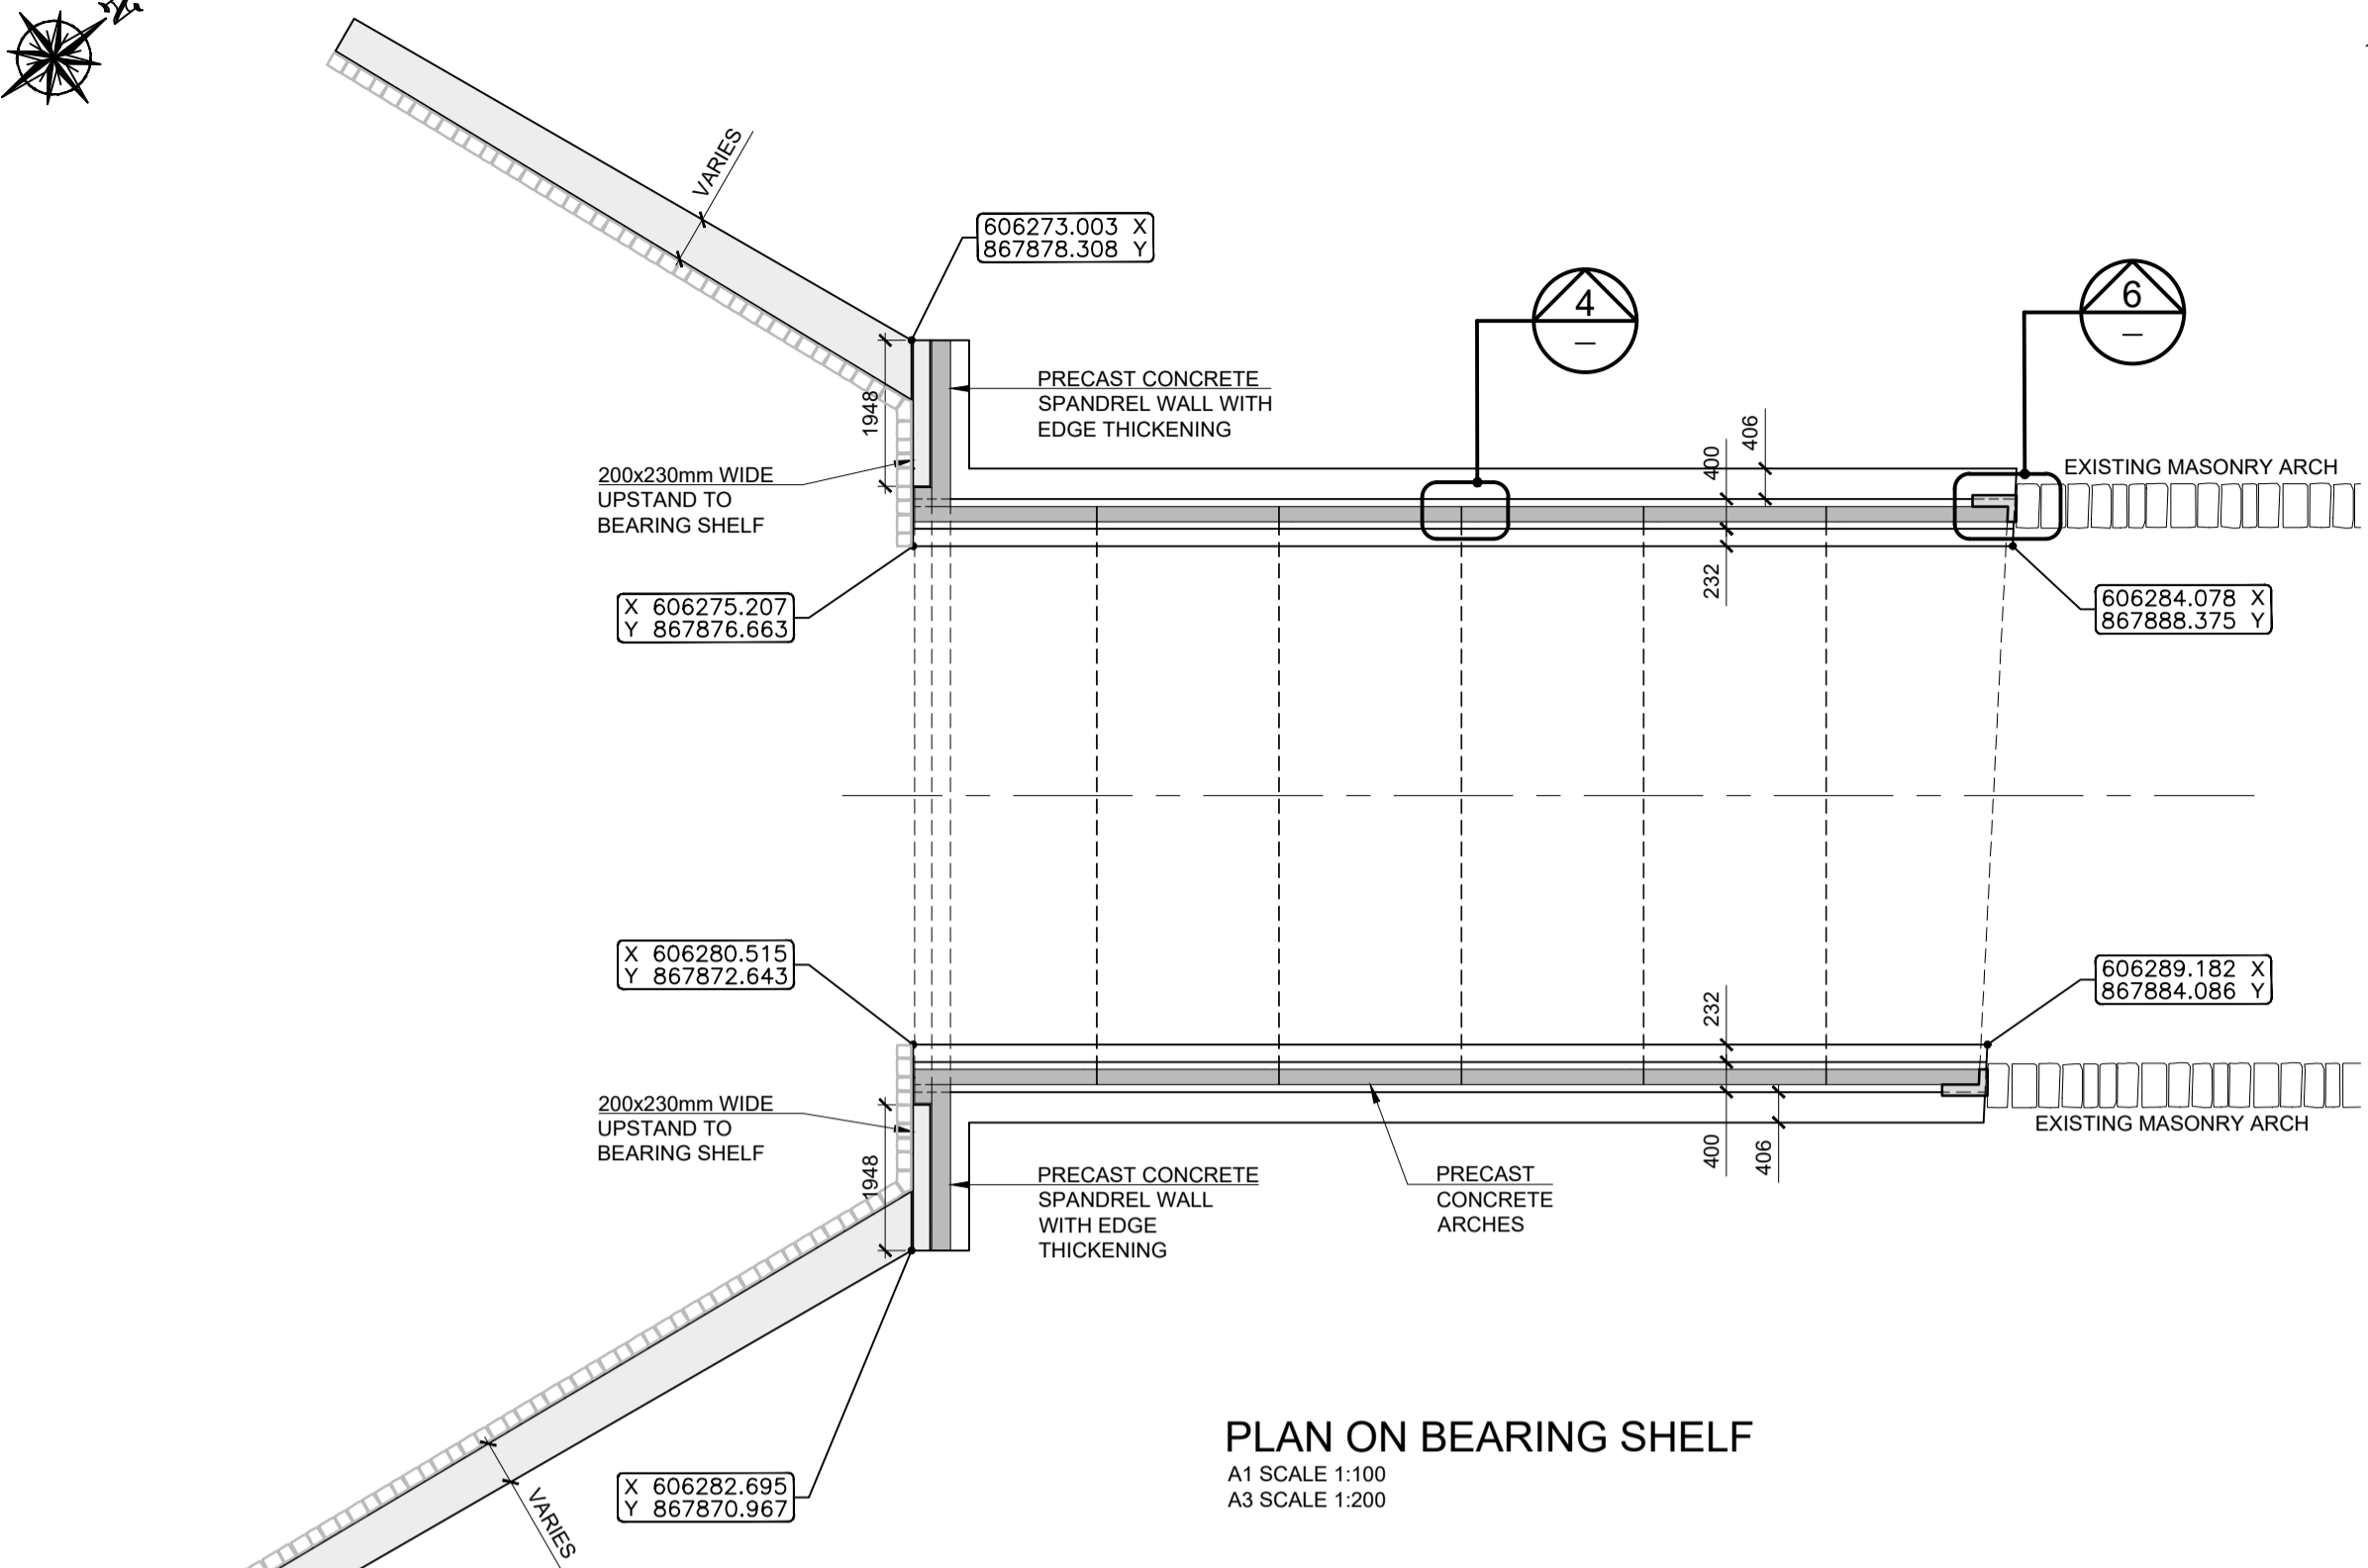 VARIES
606273.003 X
867878.308 Y
4
–
6
–
PRECAST CONCRETE
SPANDREL WALL WITH
EDGE THICKENING
1948
406
400
EXISTING MASONRY ARCH
200x230mm WIDE
UPSTAND TO
BEARING SHELF
232
X 606275.207
Y 867876.663
606284.078 X
867888.375 Y
X 606280.515
Y 867872.643
606289.182 X
867884.086 Y
232
200x230mm WIDE
UPSTAND TO
BEARING SHELF
EXISTING MASONRY ARCH
1948
400
406
PRECAST CONCRETE
SPANDREL WALL
WITH EDGE
THICKENING
PRECAST
CONCRETE
ARCHES
PLAN ON BEARING SHELF
A1 SCALE 1:100
A3 SCALE 1:200
X 606282.695
Y 867870.967
VARIES